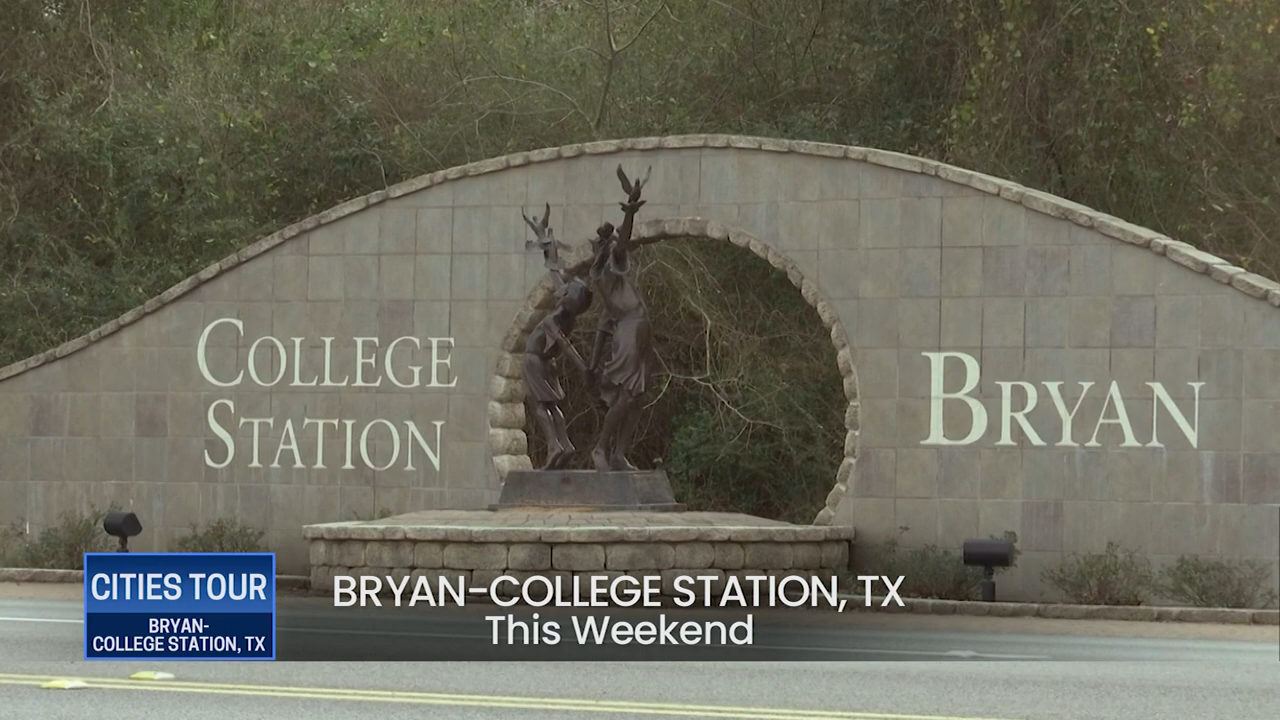 COLLEGE
STATION
BRYAN
CITIES TOUR
BRYAN-
COLLEGE STATION, TX
BRYAN-COLLEGE STATION, TX
This Weekend